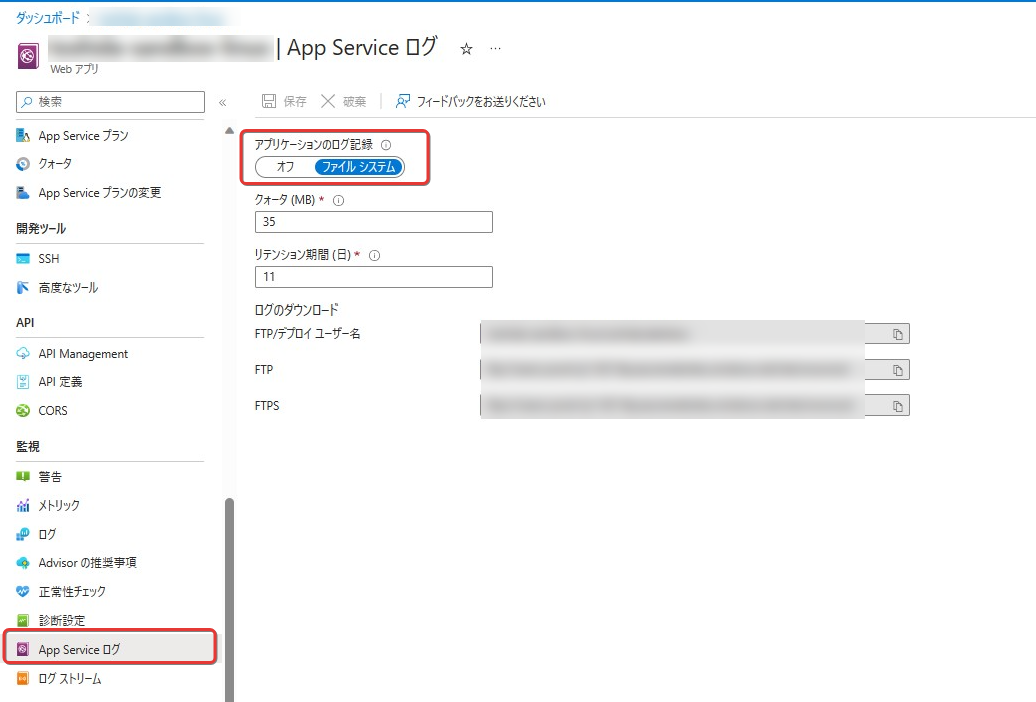 ダッシュボード >
| App Service ログ ☆ …
Web アプリ
検索
«
保存
破棄
フィードバックをお送りください
App Service プラン
クォータ
App Service プランの変更
開発ツール
SSH
高度なツール
API
API Management
API 定義
CORS
監視
警告
メトリック
ログ
Advisor の推奨事項
正常性チェック
診断設定
App Service ログ
ログ ストリーム
アプリケーションのログ記録
オフ
ファイル システム
クォータ (MB) *
35
リテンション期間 (日) *
11
ログのダウンロード
FTP/デプロイ ユーザー名
FTP
FTPS